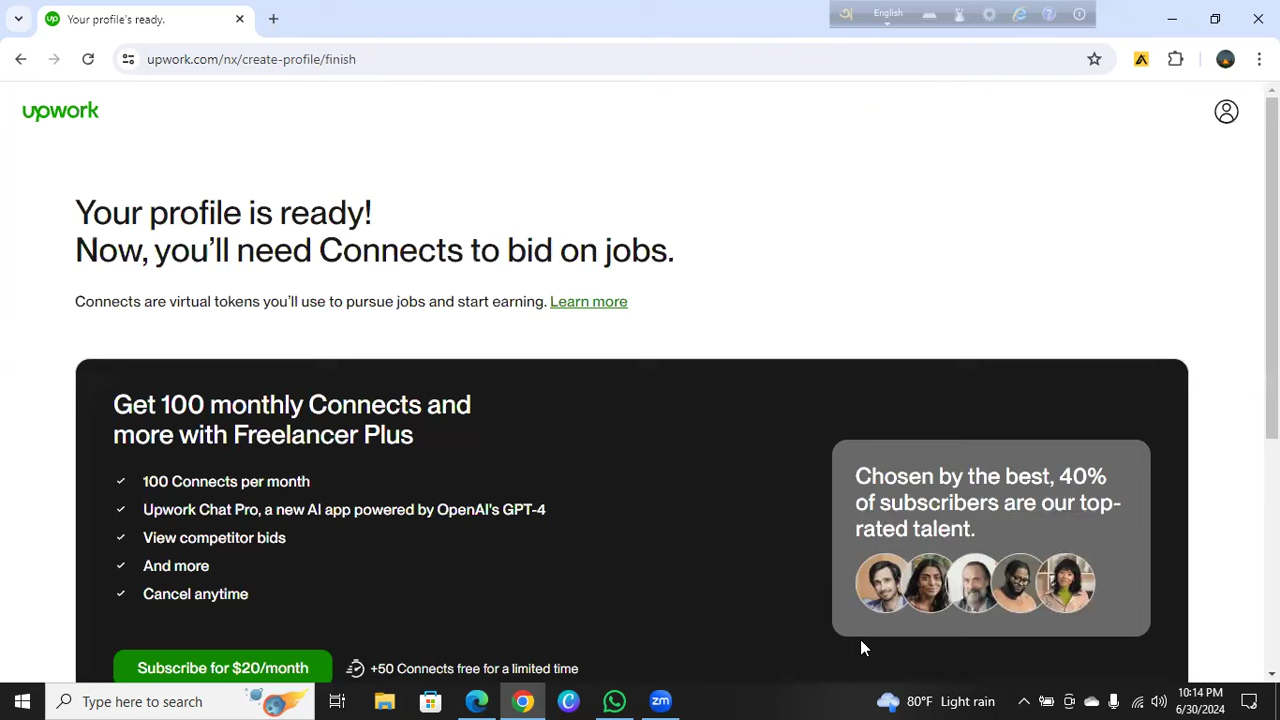 Your profile's ready.
English
upwork.com/nx/create-profile/finish
upwork
Your profile is ready!
Now, you'll need Connects to bid on jobs.
Connects are virtual tokens you'll use to pursue jobs and start earning. Learn more
Get 100 monthly Connects and
more with Freelancer Plus
100 Connects per month
Upwork Chat Pro, a new AI app powered by OpenAI's GPT-4
View competitor bids
And more
Cancel anytime
Chosen by the best, 40%
of subscribers are our top-
rated talent.
Subscribe for $20/month
+50 Connects free for a limited time
Type here to search
zm
80°F Light rain
10:14 PM
6/30/2024